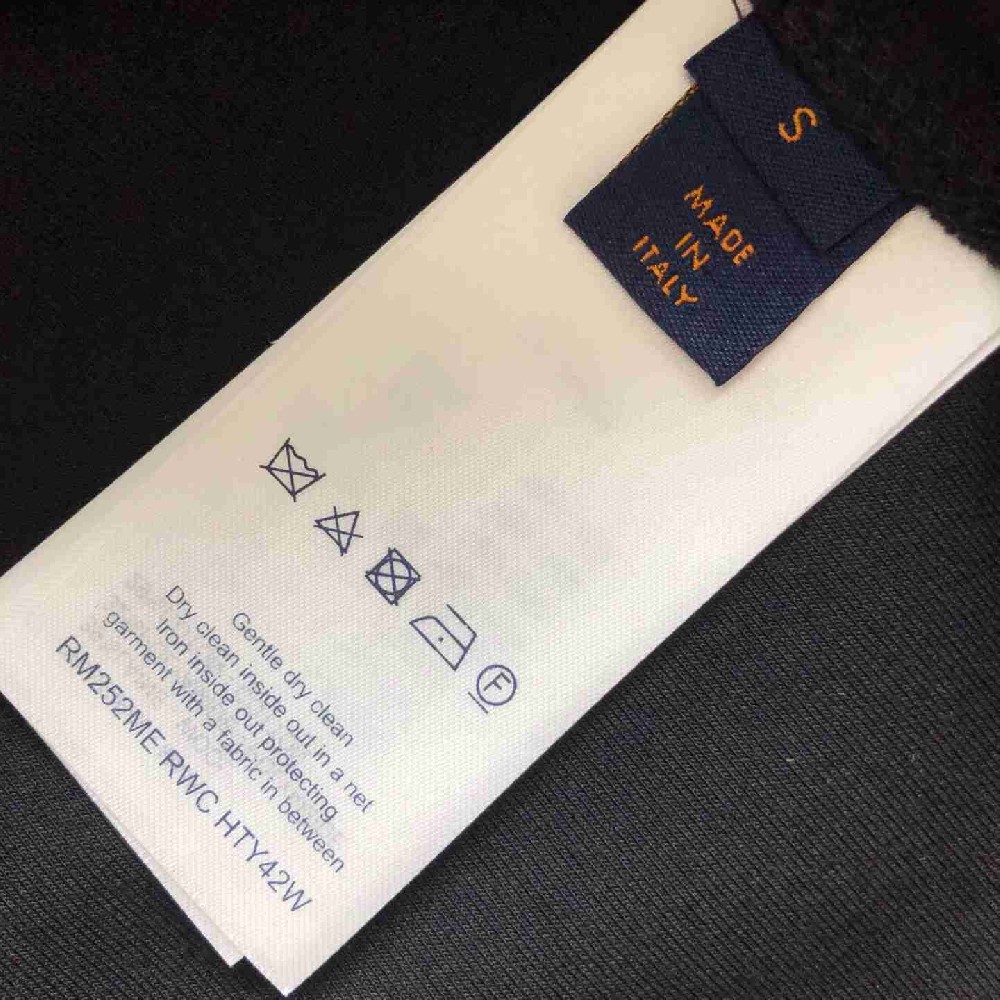 S
MADE
IN
ITALY
F
Gentle dry clean
Dry clean inside out in a net
Iron inside out protecting
garment with a fabric in between
RM252ME RWC HTY42W